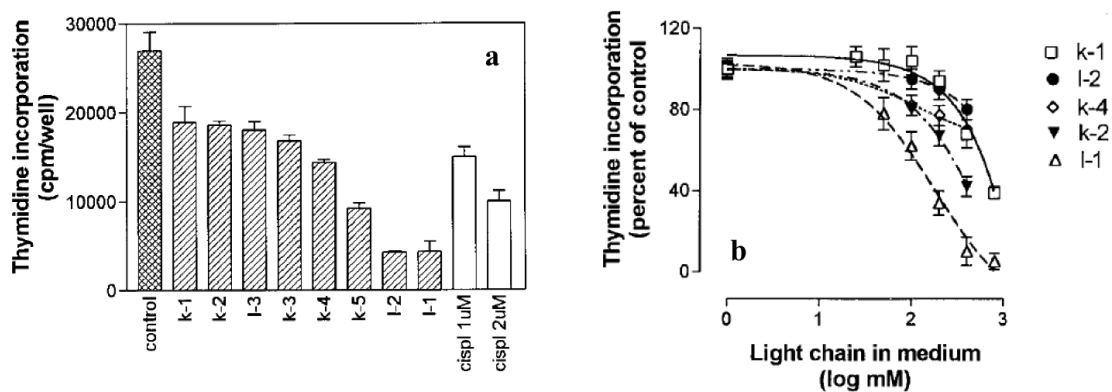 Thymidine incorporation
(cpm/well)
30000
20000
10000
0
a
control
k-1
k-2
l-3
k-3
k-4
k-5
l-2
l-1
cispl 1uM
cispl 2uM
Thymidine incorporation
(percent of control)
120
80
40
0
b
0
1
2
3
Light chain in medium
(log mM)
k-1
l-2
k-4
k-2
l-1